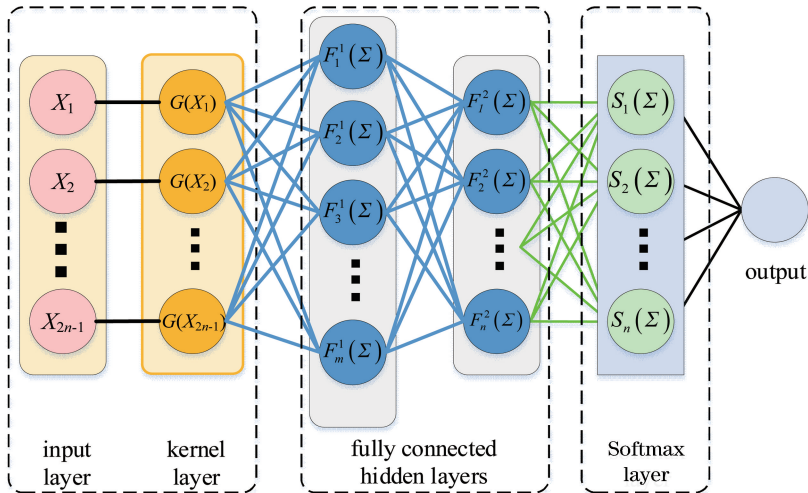 X₁
X₂
X₂ₙ₋₁
G(X₁)
G(X₂)
G(X₂ₙ₋₁)
F₁¹(Σ)
F₂¹(Σ)
F₃¹(Σ)
Fₘ¹(Σ)
F₁²(Σ)
F₂²(Σ)
Fₙ²(Σ)
S₁(Σ)
S₂(Σ)
Sₙ(Σ)
output
input
layer
kernel
layer
fully connected
hidden layers
Softmax
layer